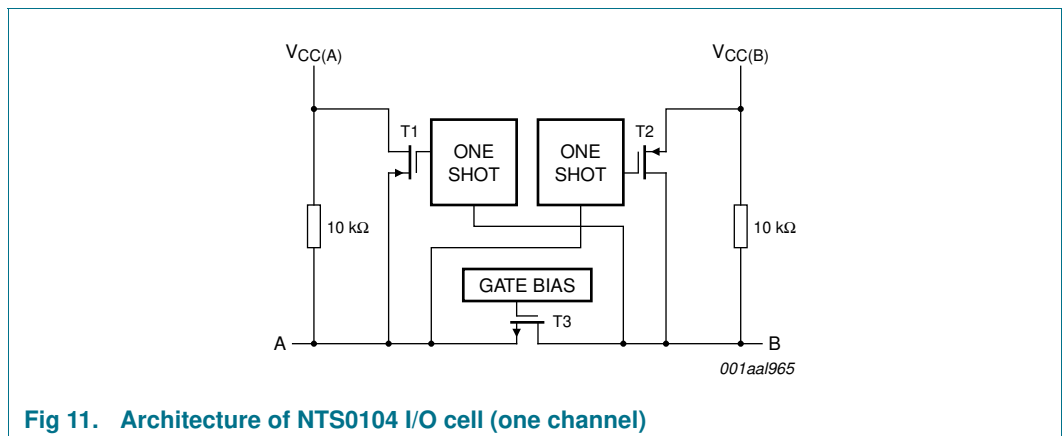 VCC(A)
VCC(B)
T1
ONE
SHOT
ONE
SHOT
T2
10 kΩ
10 kΩ
GATE BIAS
T3
A
B
001aal965
Fig 11. Architecture of NTS0104 I/O cell (one channel)